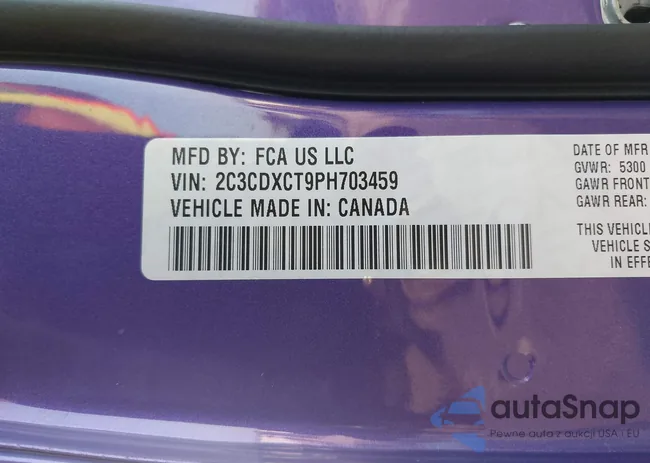 MFD BY: FCA US LLC
VIN: 2C3CDXCT9PH703459
VEHICLE MADE IN: CANADA
DATE OF MFR
GVWR: 5300
GAWR FRONT
GAWR REAR:
THIS VEHICLE
VEHICLE S
IN EFFE
autaSnap
Pewne auta z aukcji USA i EU